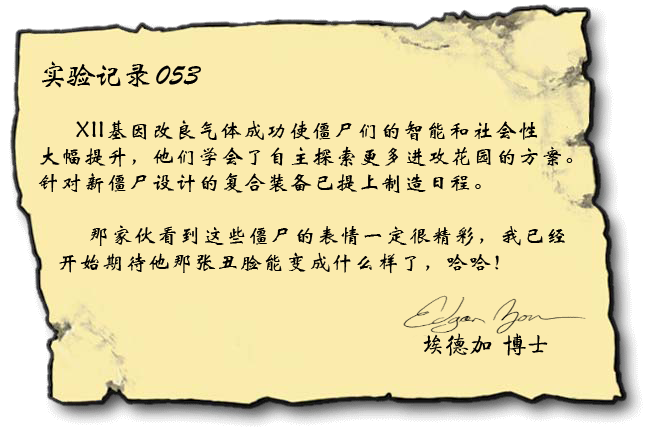 实验记录053
XII基因改良气体成功使僵尸们的智能和社会性
大幅提升，他们学会了自主探索更多进攻花园的方案。
针对新僵尸设计的复合装备已提上制造日程。
那家伙看到这些僵尸的表情一定很精彩，我已经
开始期待他那张丑脸能变成什么样了，哈哈！
埃德加 博士